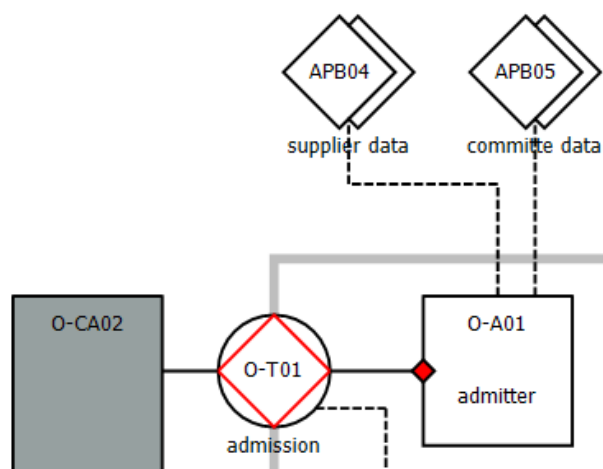 APB04
APB05
supplier data
committe data
O-CA02
O-T01
O-A01
admitter
admission